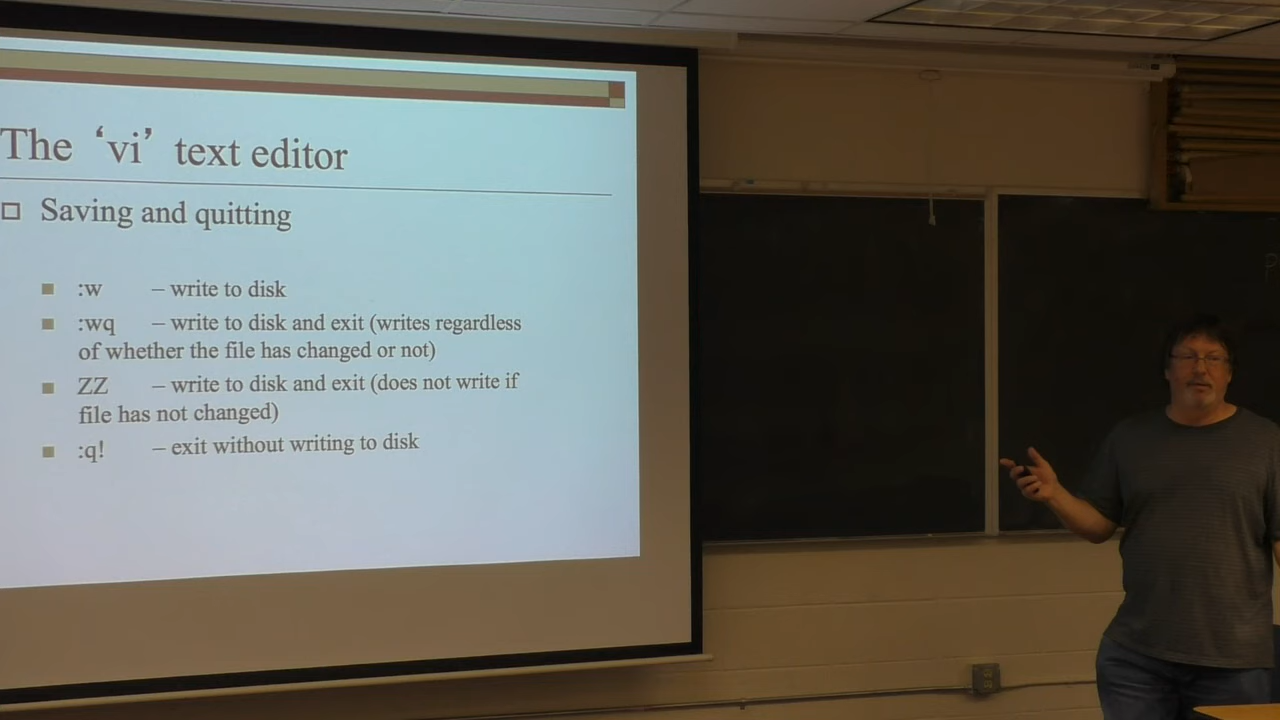 The ‘vi’ text editor
Saving and quitting
:w – write to disk
:wq – write to disk and exit (writes regardless
of whether the file has changed or not)
ZZ – write to disk and exit (does not write if
file has not changed)
:q! – exit without writing to disk